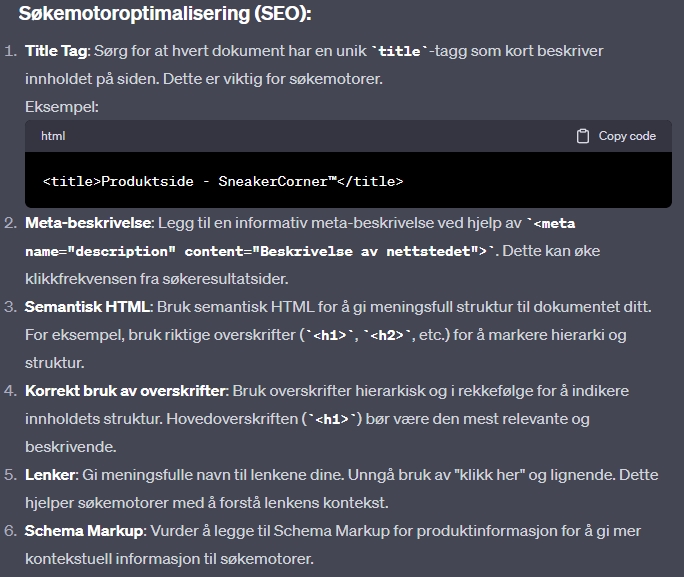 Søkemotoroptimalisering (SEO):
1. Title Tag: Sørg for at hvert dokument har en unik `title`-tagg som kort beskriver
innholdet på siden. Dette er viktig for søkemotorer.
Eksempel:
html Copy code
<title>Produktside - SneakerCorner™</title>
2. Meta-beskrivelse: Legg til en informativ meta-beskrivelse ved hjelp av `<meta
name="description" content="Beskrivelse av nettstedet">`. Dette kan øke
klikkfrekvensen fra søkeresultatsider.
3. Semantisk HTML: Bruk semantisk HTML for å gi meningsfull struktur til dokumentet ditt.
For eksempel, bruk riktige overskrifter (`<h1>`, `<h2>`, etc.) for å markere hierarki og
struktur.
4. Korrekt bruk av overskrifter: Bruk overskrifter hierarkisk og i rekkefølge for å indikere
innholdets struktur. Hovedoverskriften (`<h1>`) bør være den mest relevante og
beskrivende.
5. Lenker: Gi meningsfulle navn til lenkene dine. Unngå bruk av "klikk her" og lignende. Dette
hjelper søkemotorer med å forstå lenkens kontekst.
6. Schema Markup: Vurder å legge til Schema Markup for produktinformasjon for å gi mer
kontekstuell informasjon til søkemotorer.